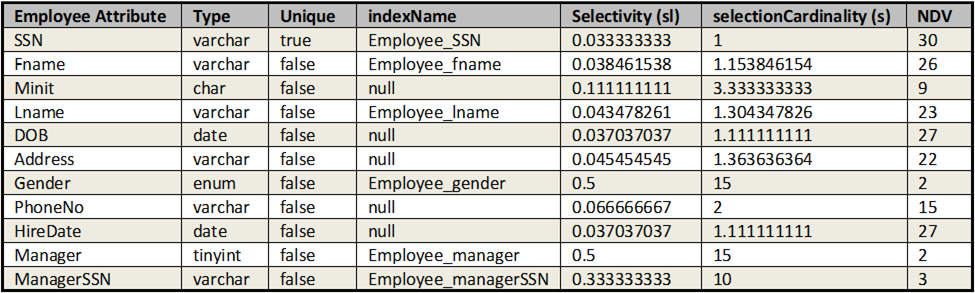 Employee Attribute Type Unique indexName Selectivity (sl) selectionCardinality (s) NDV
SSN varchar true Employee_SSN 0.033333333 1 30
Fname varchar false Employee_fname 0.038461538 1.153846154 26
Minit char false null 0.111111111 3.333333333 9
Lname varchar false Employee_lname 0.043478261 1.304347826 23
DOB date false null 0.037037037 1.111111111 27
Address varchar false null 0.045454545 1.363636364 22
Gender enum false Employee_gender 0.5 15 2
PhoneNo varchar false null 0.066666667 2 15
HireDate date false null 0.037037037 1.111111111 27
Manager tinyint false Employee_manager 0.5 15 2
ManagerSSN varchar false Employee_managerSSN 0.333333333 10 3